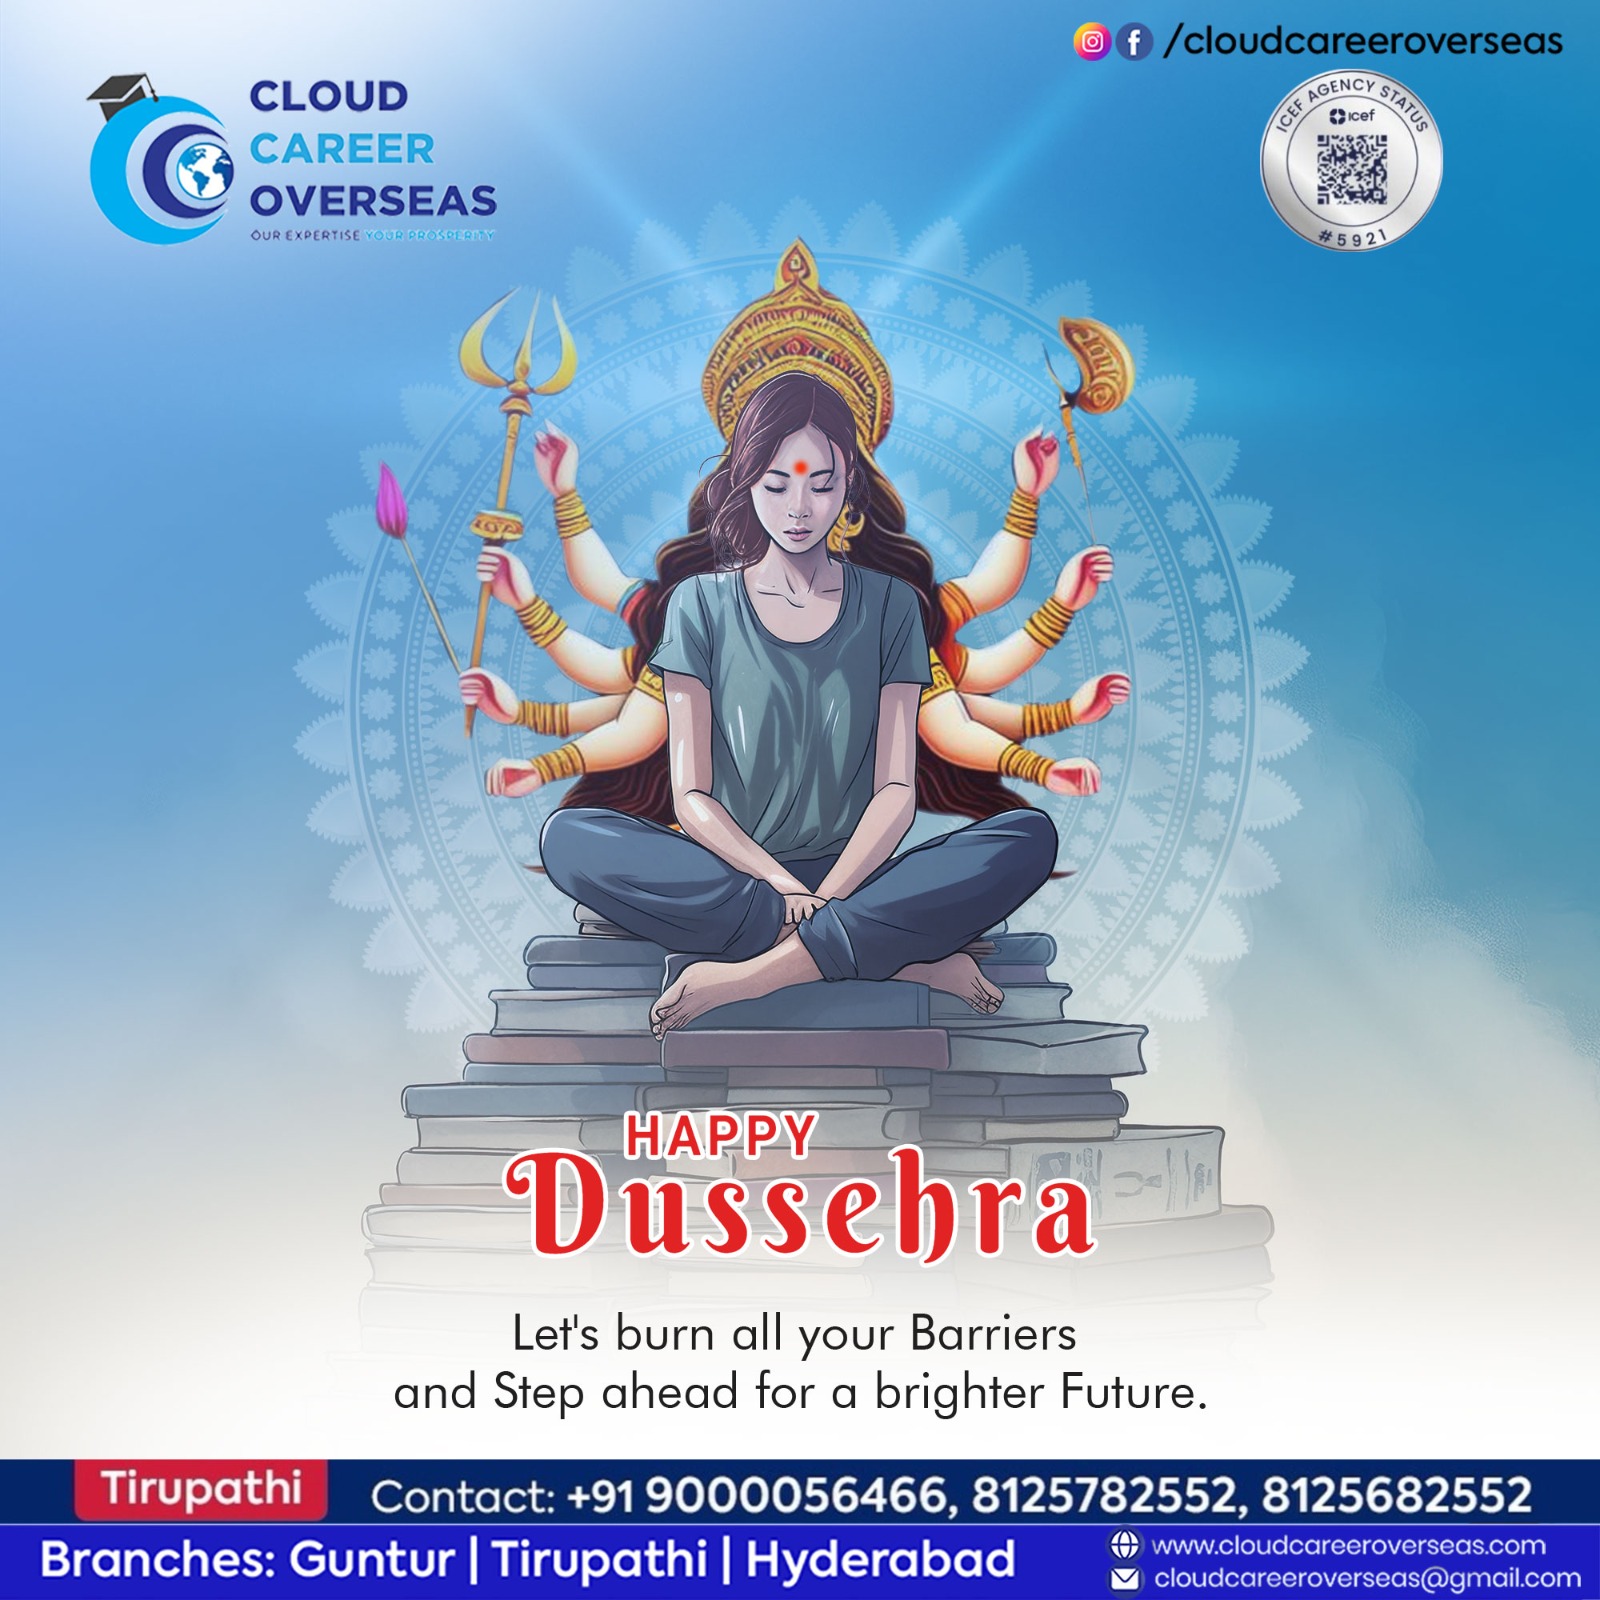 /cloudcareeroverseas
CLOUD
CAREER
OVERSEAS
OUR EXPERTISE YOUR PROSPERITY
ICEF AGENCY STATUS
icef
#5921
HAPPY
Dussehra
Let's burn all your Barriers
and Step ahead for a brighter Future.
Tirupathi
Contact: +91 9000056466, 8125782552, 8125682552
Branches: Guntur | Tirupathi | Hyderabad
www.cloudcareeroverseas.com
cloudcareeroverseas@gmail.com